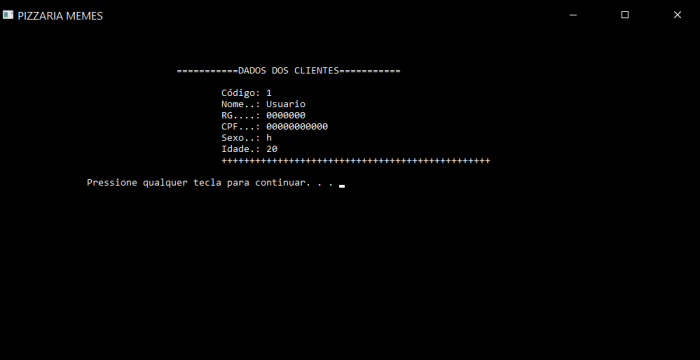 PIZZARIA MEMES
===========DADOS DOS CLIENTES===========
Código: 1
Nome..: Usuario
RG....: 0000000
CPF...: 00000000000
Sexo..: h
Idade.: 20
++++++++++++++++++++++++++++++++++++++++++++++++
Pressione qualquer tecla para continuar. . .